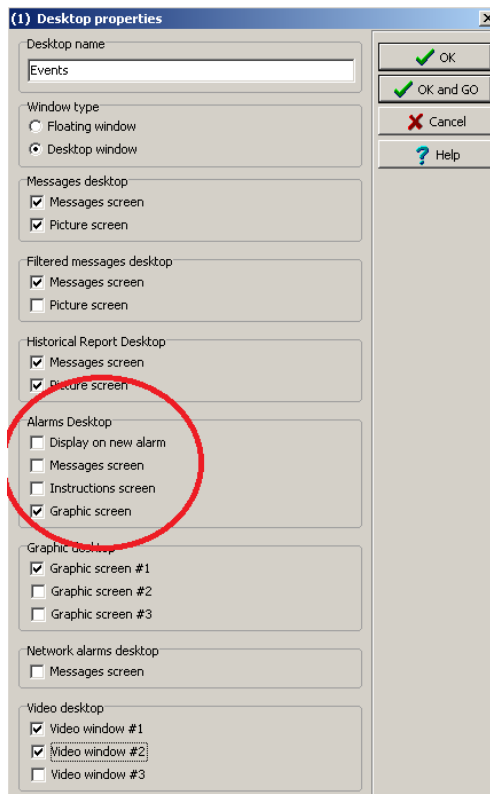 (1) Desktop properties
Desktop name
Events
OK
OK and GO
Cancel
Help
Window type
Floating window
Desktop window
Messages desktop
Messages screen
Picture screen
Filtered messages desktop
Messages screen
Picture screen
Historical Report Desktop
Messages screen
Picture screen
Alarms Desktop
Display on new alarm
Messages screen
Instructions screen
Graphic screen
Graphic desktop
Graphic screen #1
Graphic screen #2
Graphic screen #3
Network alarms desktop
Messages screen
Video desktop
Video window #1
Video window #2
Video window #3